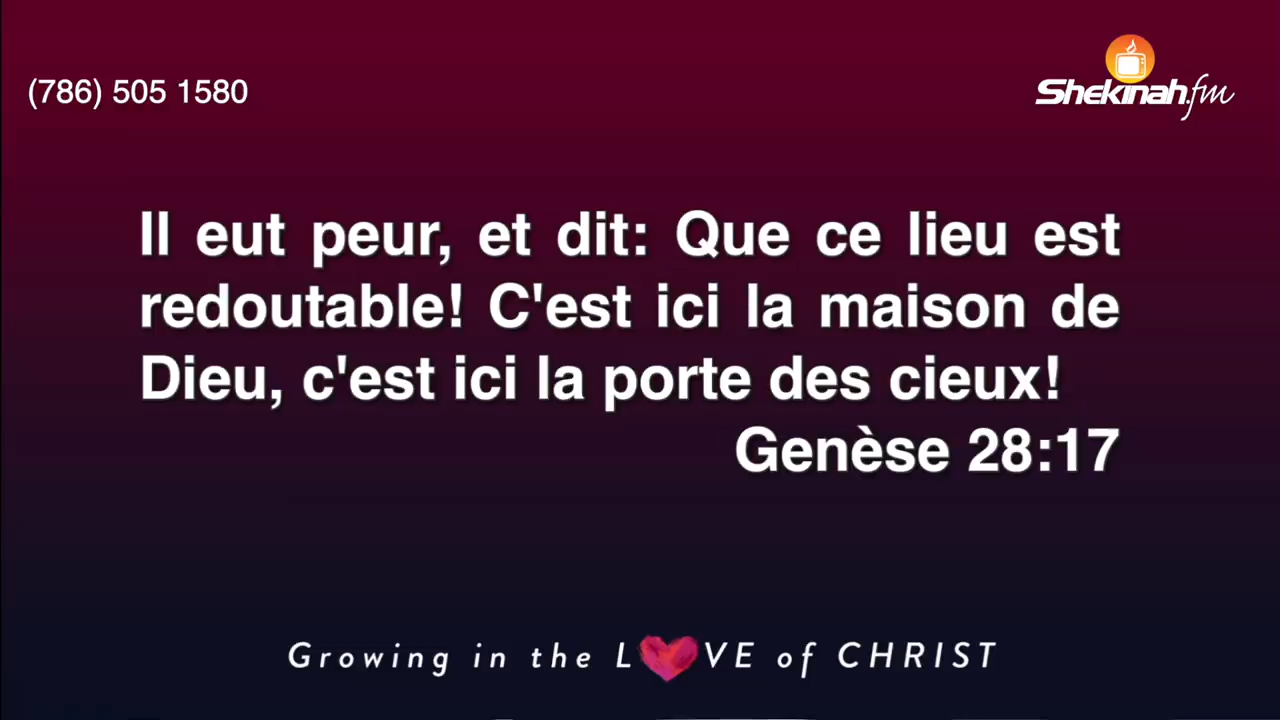 (786) 505 1580
Shekinah.fm
Il eut peur, et dit: Que ce lieu est
redoutable! C'est ici la maison de
Dieu, c'est ici la porte des cieux!
Genèse 28:17
Growing in the L❤VE of CHRIST